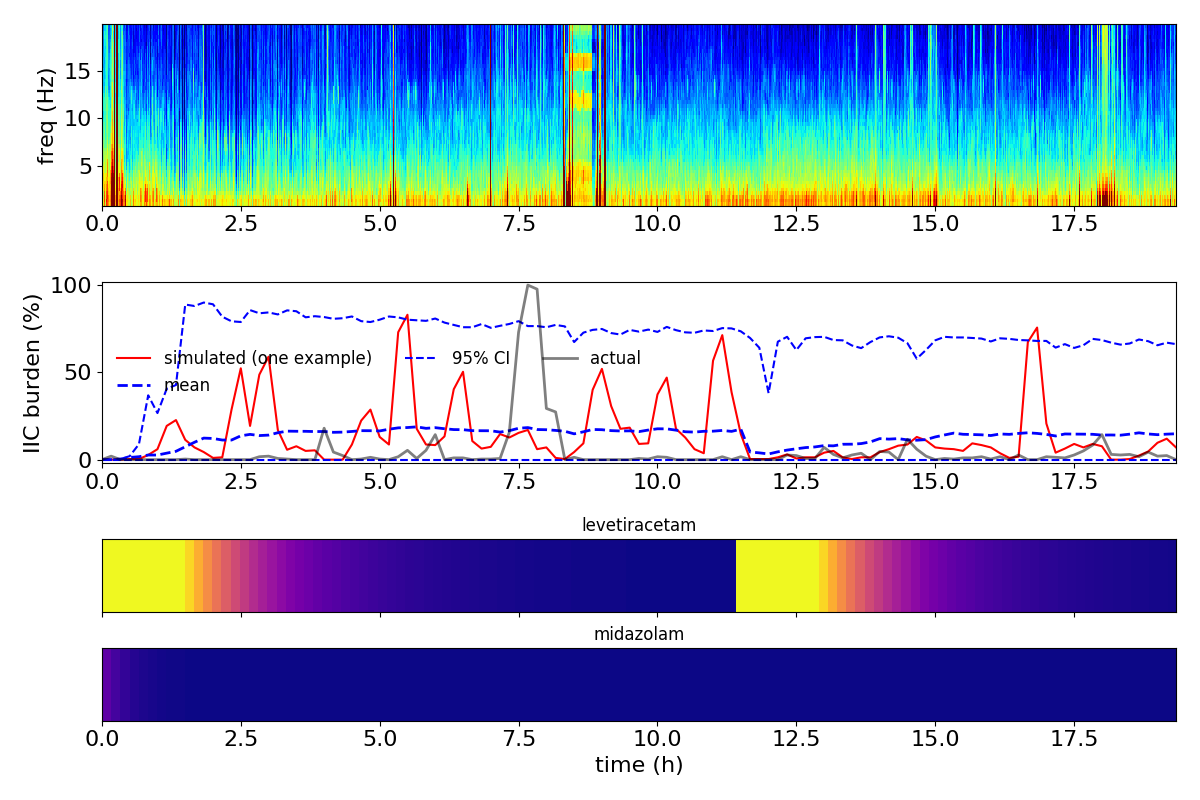 freq (Hz)
15
10
5
0.0 2.5 5.0 7.5 10.0 12.5 15.0 17.5
IIC burden (%)
100
50
0
simulated (one example) 95% CI actual
mean
0.0 2.5 5.0 7.5 10.0 12.5 15.0 17.5
levetiracetam
midazolam
0.0 2.5 5.0 7.5 10.0 12.5 15.0 17.5
time (h)